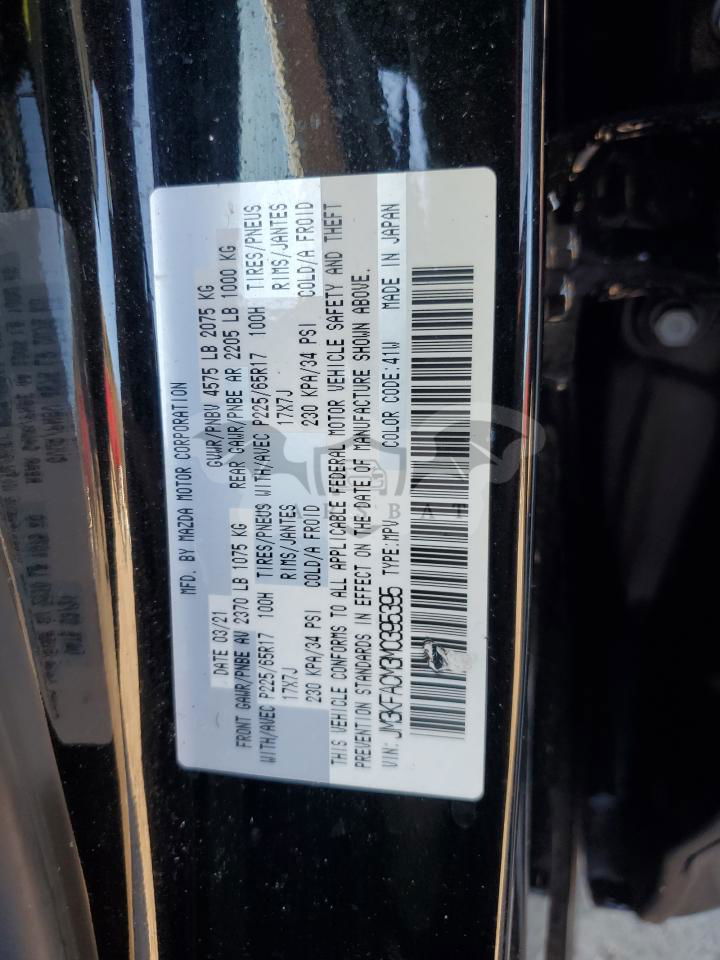 MFD. BY MAZDA MOTOR CORPORATION
DATE 03/21 GVWR/PNBV 4575 LB 2075 KG
FRONT GAWR/PNBE AV 2370 LB 1075 KG REAR GAWR/PNBE AR 2205 LB 1000 KG
WITH/AVEC P225/65R17 100H TIRES/PNEUS WITH/AVEC P225/65R17 100H TIRES/PNEUS
17X7J RIMS/JANTES 17X7J RIMS/JANTES
230 KPA/34 PSI COLD/A FROID 230 KPA/34 PSI COLD/A FROID
THIS VEHICLE CONFORMS TO ALL APPLICABLE FEDERAL MOTOR VEHICLE SAFETY AND THEFT
PREVENTION STANDARDS IN EFFECT ON THE DATE OF MANUFACTURE SHOWN ABOVE.
VIN: JM3KFACM3M0395395 TYPE:MPV COLOR CODE:41W MADE IN JAPAN